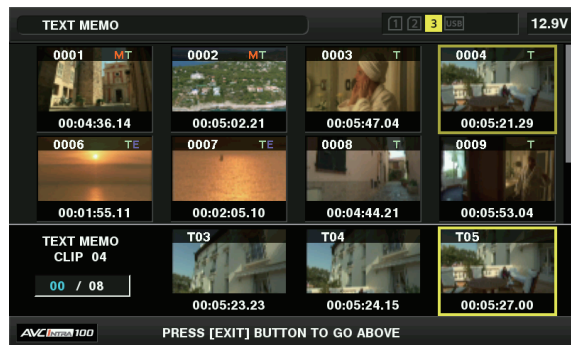 TEXT MEMO
1 2 3 USB
12.9V
0001 MT
0002 MT
0003 T
0004 T
00:04:36.14
00:05:02.21
00:05:47.04
00:05:21.29
0006 TE
0007 TE
0008 T
0009 T
00:01:55.11
00:02:05.10
00:04:44.21
00:05:53.04
TEXT MEMO
CLIP 04
00 / 08
T03
T04
T05
00:05:23.23
00:05:24.15
00:05:27.00
AVC INTRA 100
PRESS [EXIT] BUTTON TO GO ABOVE